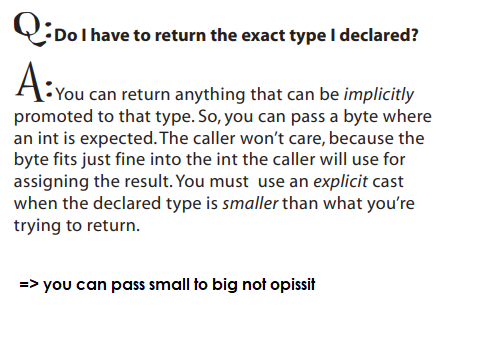 Q: Do I have to return the exact type I declared?
A: You can return anything that can be implicitly
promoted to that type. So, you can pass a byte where
an int is expected. The caller won't care, because the
byte fits just fine into the int the caller will use for
assigning the result. You must use an explicit cast
when the declared type is smaller than what you're
trying to return.
=> you can pass small to big not opissit